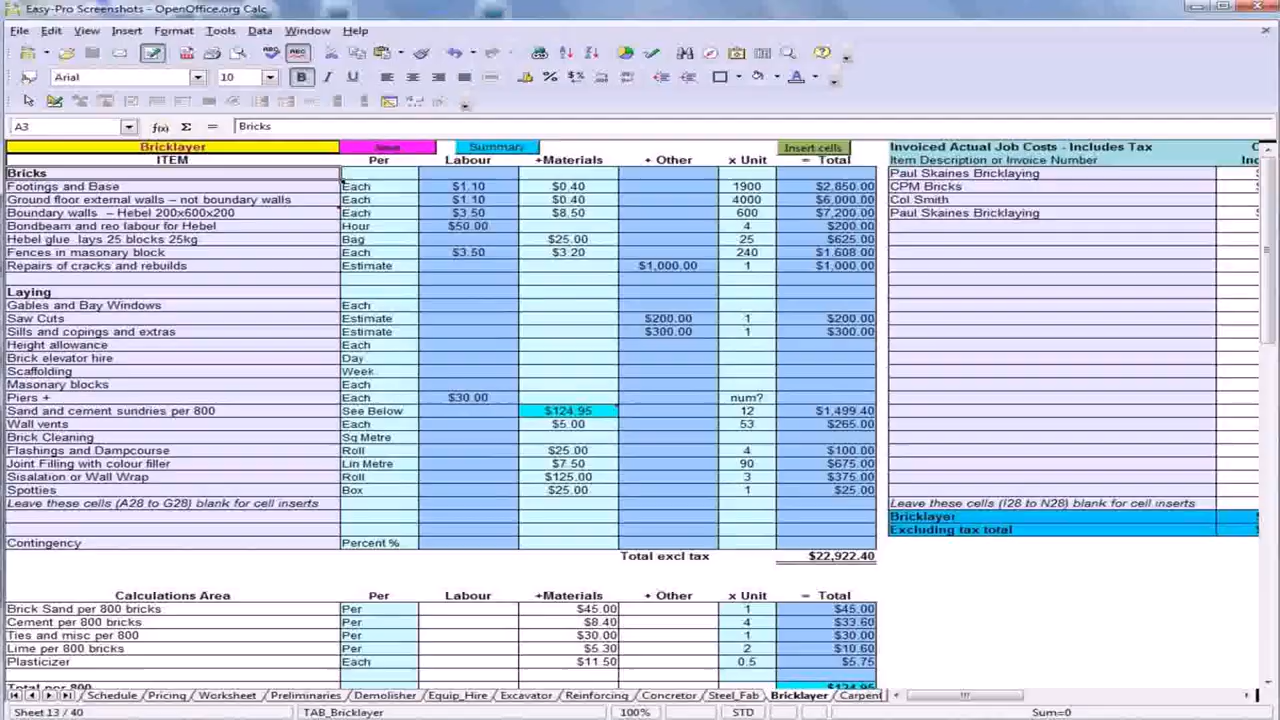 Easy-Pro Screenshots - OpenOffice.org Calc
File Edit View Insert Format Tools Data Window Help
Arial 10
A3 Bricks
Bricklayer Summary Insert cells Invoiced Actual Job Costs - Includes Tax
ITEM Per Labour +Materials + Other x Unit = Total Item Description or Invoice Number
Bricks Paul Skaines Bricklaying
Footings and Base Each $1.10 $0.40 1900 $2,850.00 CPM Bricks
Ground floor external walls – not boundary walls Each $1.10 $0.40 4000 $6,000.00 Col Smith
Boundary walls – Hebel 200x600x200 Each $3.50 $8.50 600 $7,200.00 Paul Skaines Bricklaying
Bondbeam and reo labour for Hebel Hour $50.00 4 $200.00
Hebel glue lays 25 blocks 25kg Bag $25.00 25 $625.00
Fences in masonary block Each $3.50 $3.20 240 $1,608.00
Repairs of cracks and rebuilds Estimate $1,000.00 1 $1,000.00
Laying
Gables and Bay Windows Each
Saw Cuts Estimate $200.00 1 $200.00
Sills and copings and extras Estimate $300.00 1 $300.00
Height allowance Each
Brick elevator hire Day
Scaffolding Week
Masonary blocks Each
Piers + Each $30.00 num?
Sand and cement sundries per 800 See Below $124.95 12 $1,499.40
Wall vents Each $5.00 53 $265.00
Brick Cleaning Sq Metre
Flashings and Dampcourse Roll $25.00 4 $100.00
Joint Filling with colour filler Lin Metre $7.50 90 $675.00
Sisalation or Wall Wrap Roll $125.00 3 $375.00
Spotties Box $25.00 1 $25.00
Leave these cells (A28 to G28) blank for cell inserts Leave these cells (I28 to N28) blank for cell inserts
Bricklayer
Excluding tax total
Contingency Percent %
Total excl tax $22,922.40
Calculations Area Per Labour +Materials + Other x Unit = Total
Brick Sand per 800 bricks Per $45.00 1 $45.00
Cement per 800 bricks Per $8.40 4 $33.60
Ties and misc per 800 Per $30.00 1 $30.00
Lime per 800 bricks Per $5.30 2 $10.60
Plasticizer Each $11.50 0.5 $5.75
Total per 800 $124.95
Schedule Pricing Worksheet Preliminaries Demolisher Equip_Hire Excavator Reinforcing Concretor Steel_Fab Bricklayer Carpent
Sheet 13 / 40 TAB_Bricklayer 100% STD Sum=0